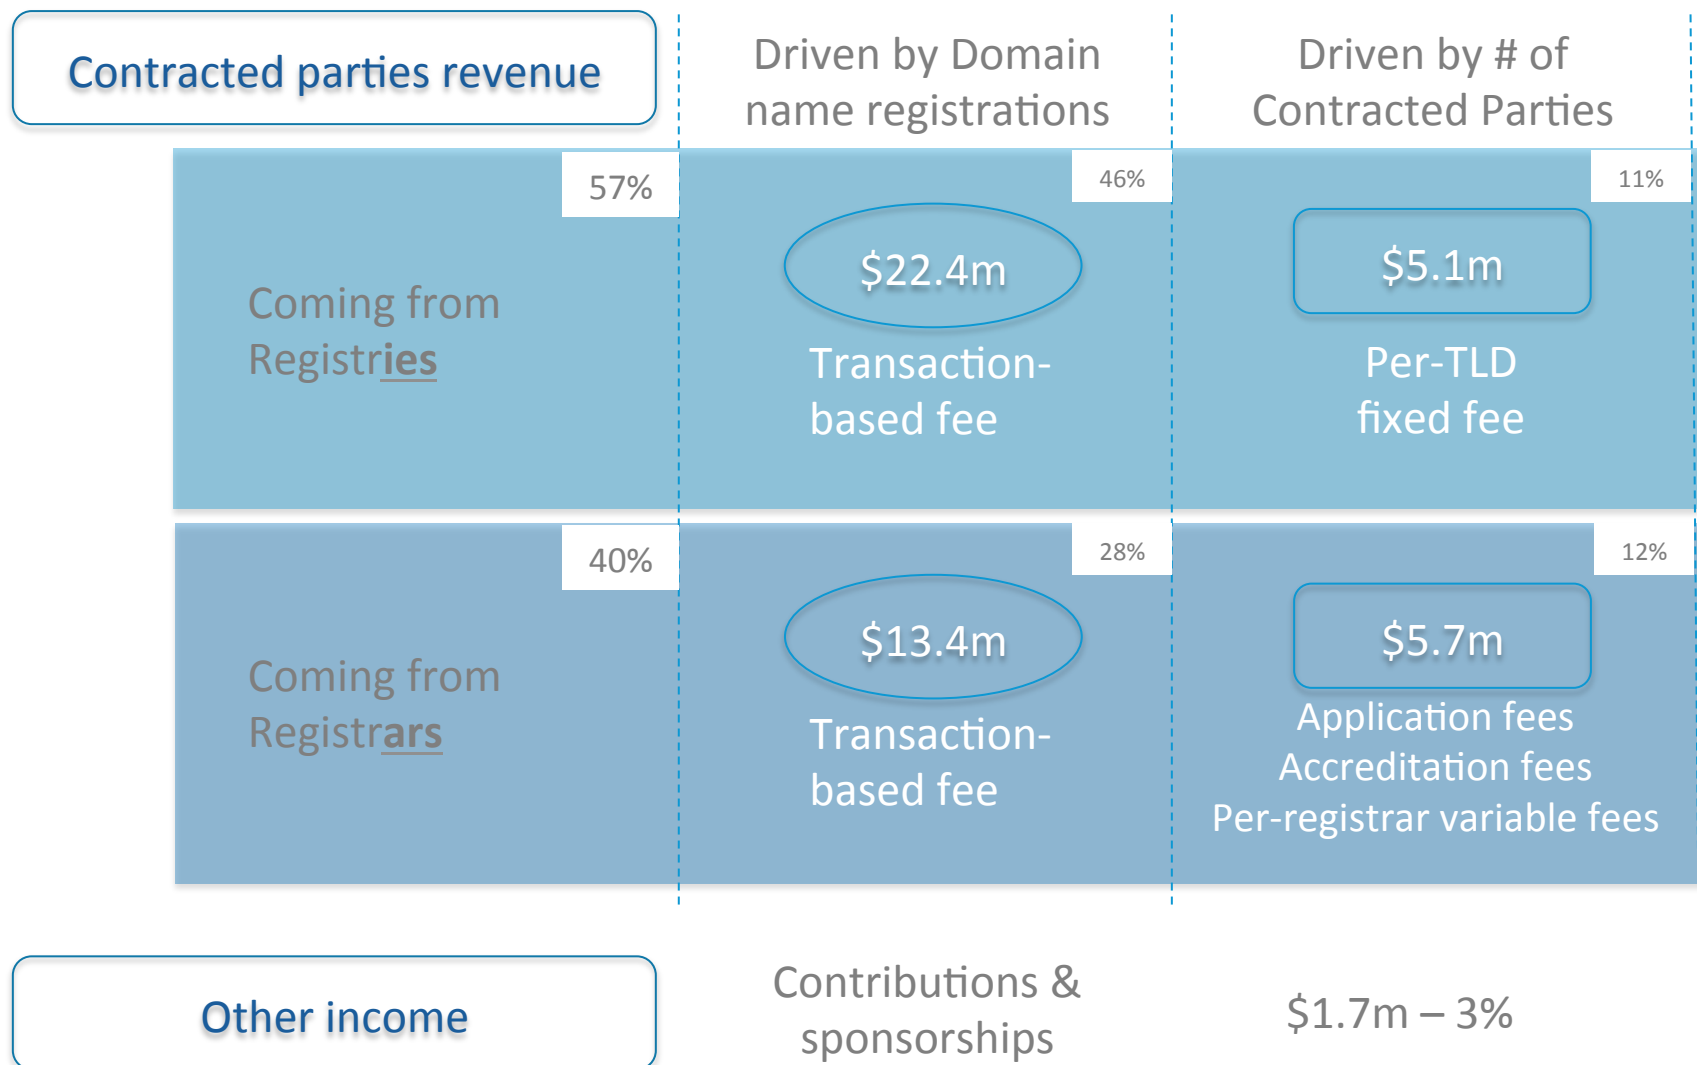 Contracted parties revenue
Driven by Domain
name registrations
Driven by # of
Contracted Parties
57%
46%
11%
Coming from
Registries
$22.4m
Transaction-
based fee
$5.1m
Per-TLD
fixed fee
40%
28%
12%
Coming from
Registrars
$13.4m
Transaction-
based fee
$5.7m
Application fees
Accreditation fees
Per-registrar variable fees
Other income
Contributions &
sponsorships
$1.7m – 3%